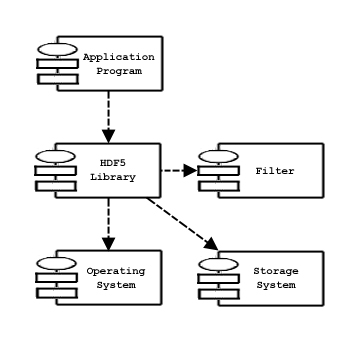 Application
Program
HDF5
Library
Filter
Operating
System
Storage
System